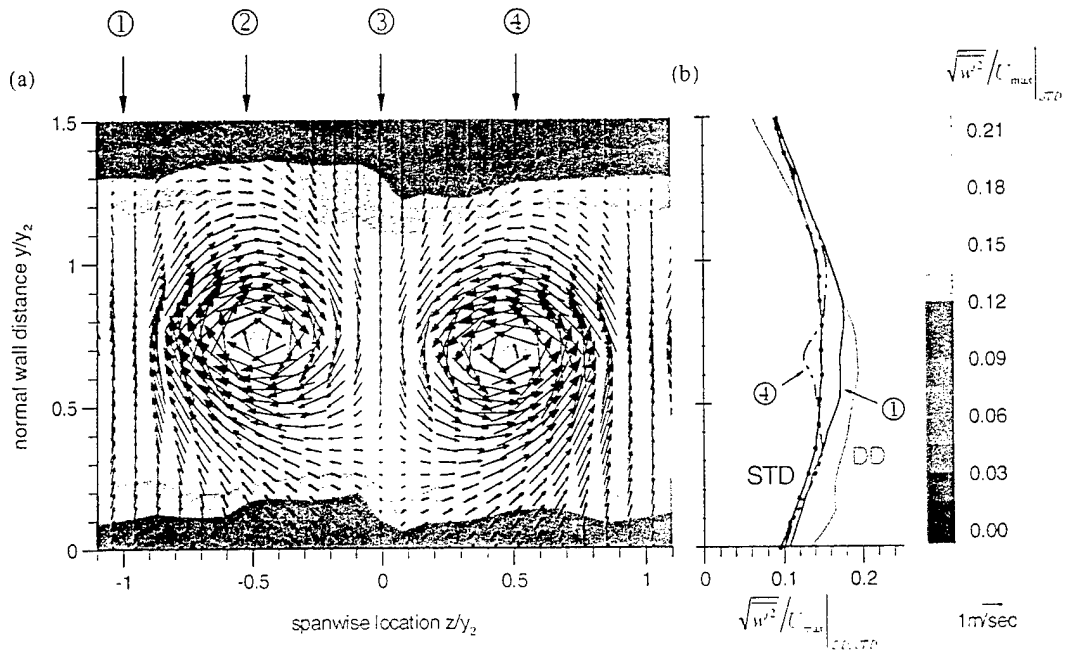 ① ② ③ ④
(a)
(b)
1.5
1
0.5
0
normal wall distance y/y₂
-1 -0.5 0 0.5 1
spanwise location z/y₂
④
①
STD
DD
0 0.1 0.2
0.21
0.18
0.15
0.12
0.09
0.06
0.03
0.00
1m/sec